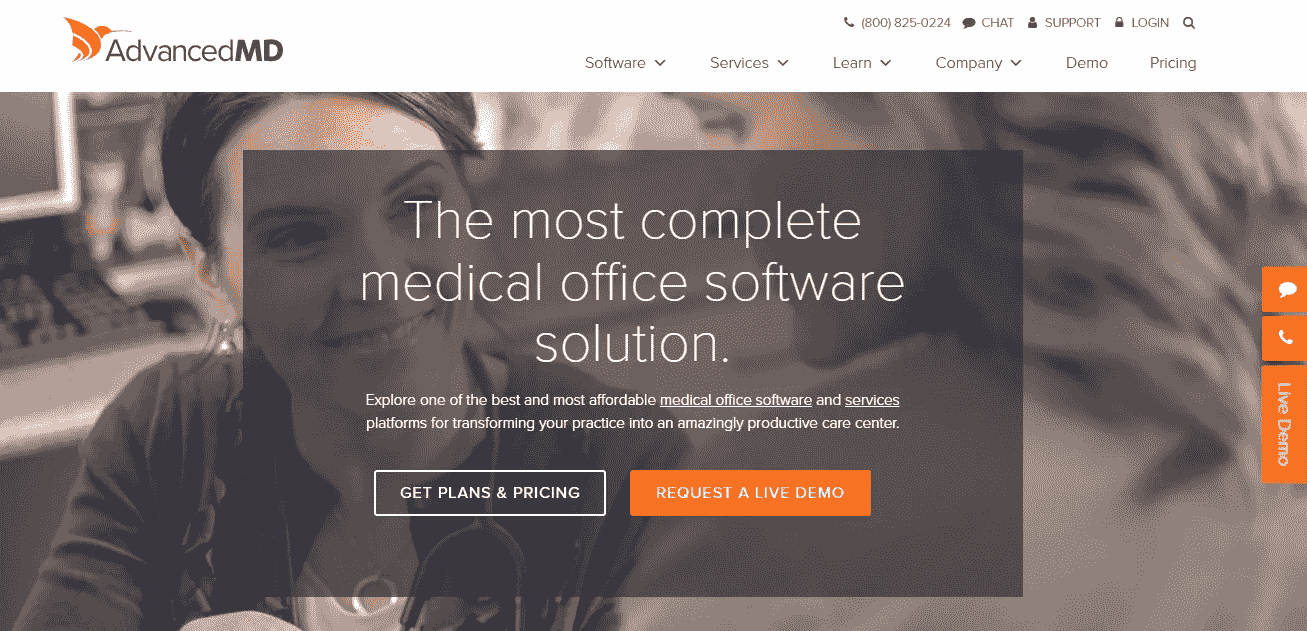 (800) 825-0224 CHAT SUPPORT LOGIN
AdvancedMD
Software Services Learn Company Demo Pricing
The most complete
medical office software
solution.
Explore one of the best and most affordable medical office software and services
platforms for transforming your practice into an amazingly productive care center.
GET PLANS & PRICING REQUEST A LIVE DEMO
Live Demo